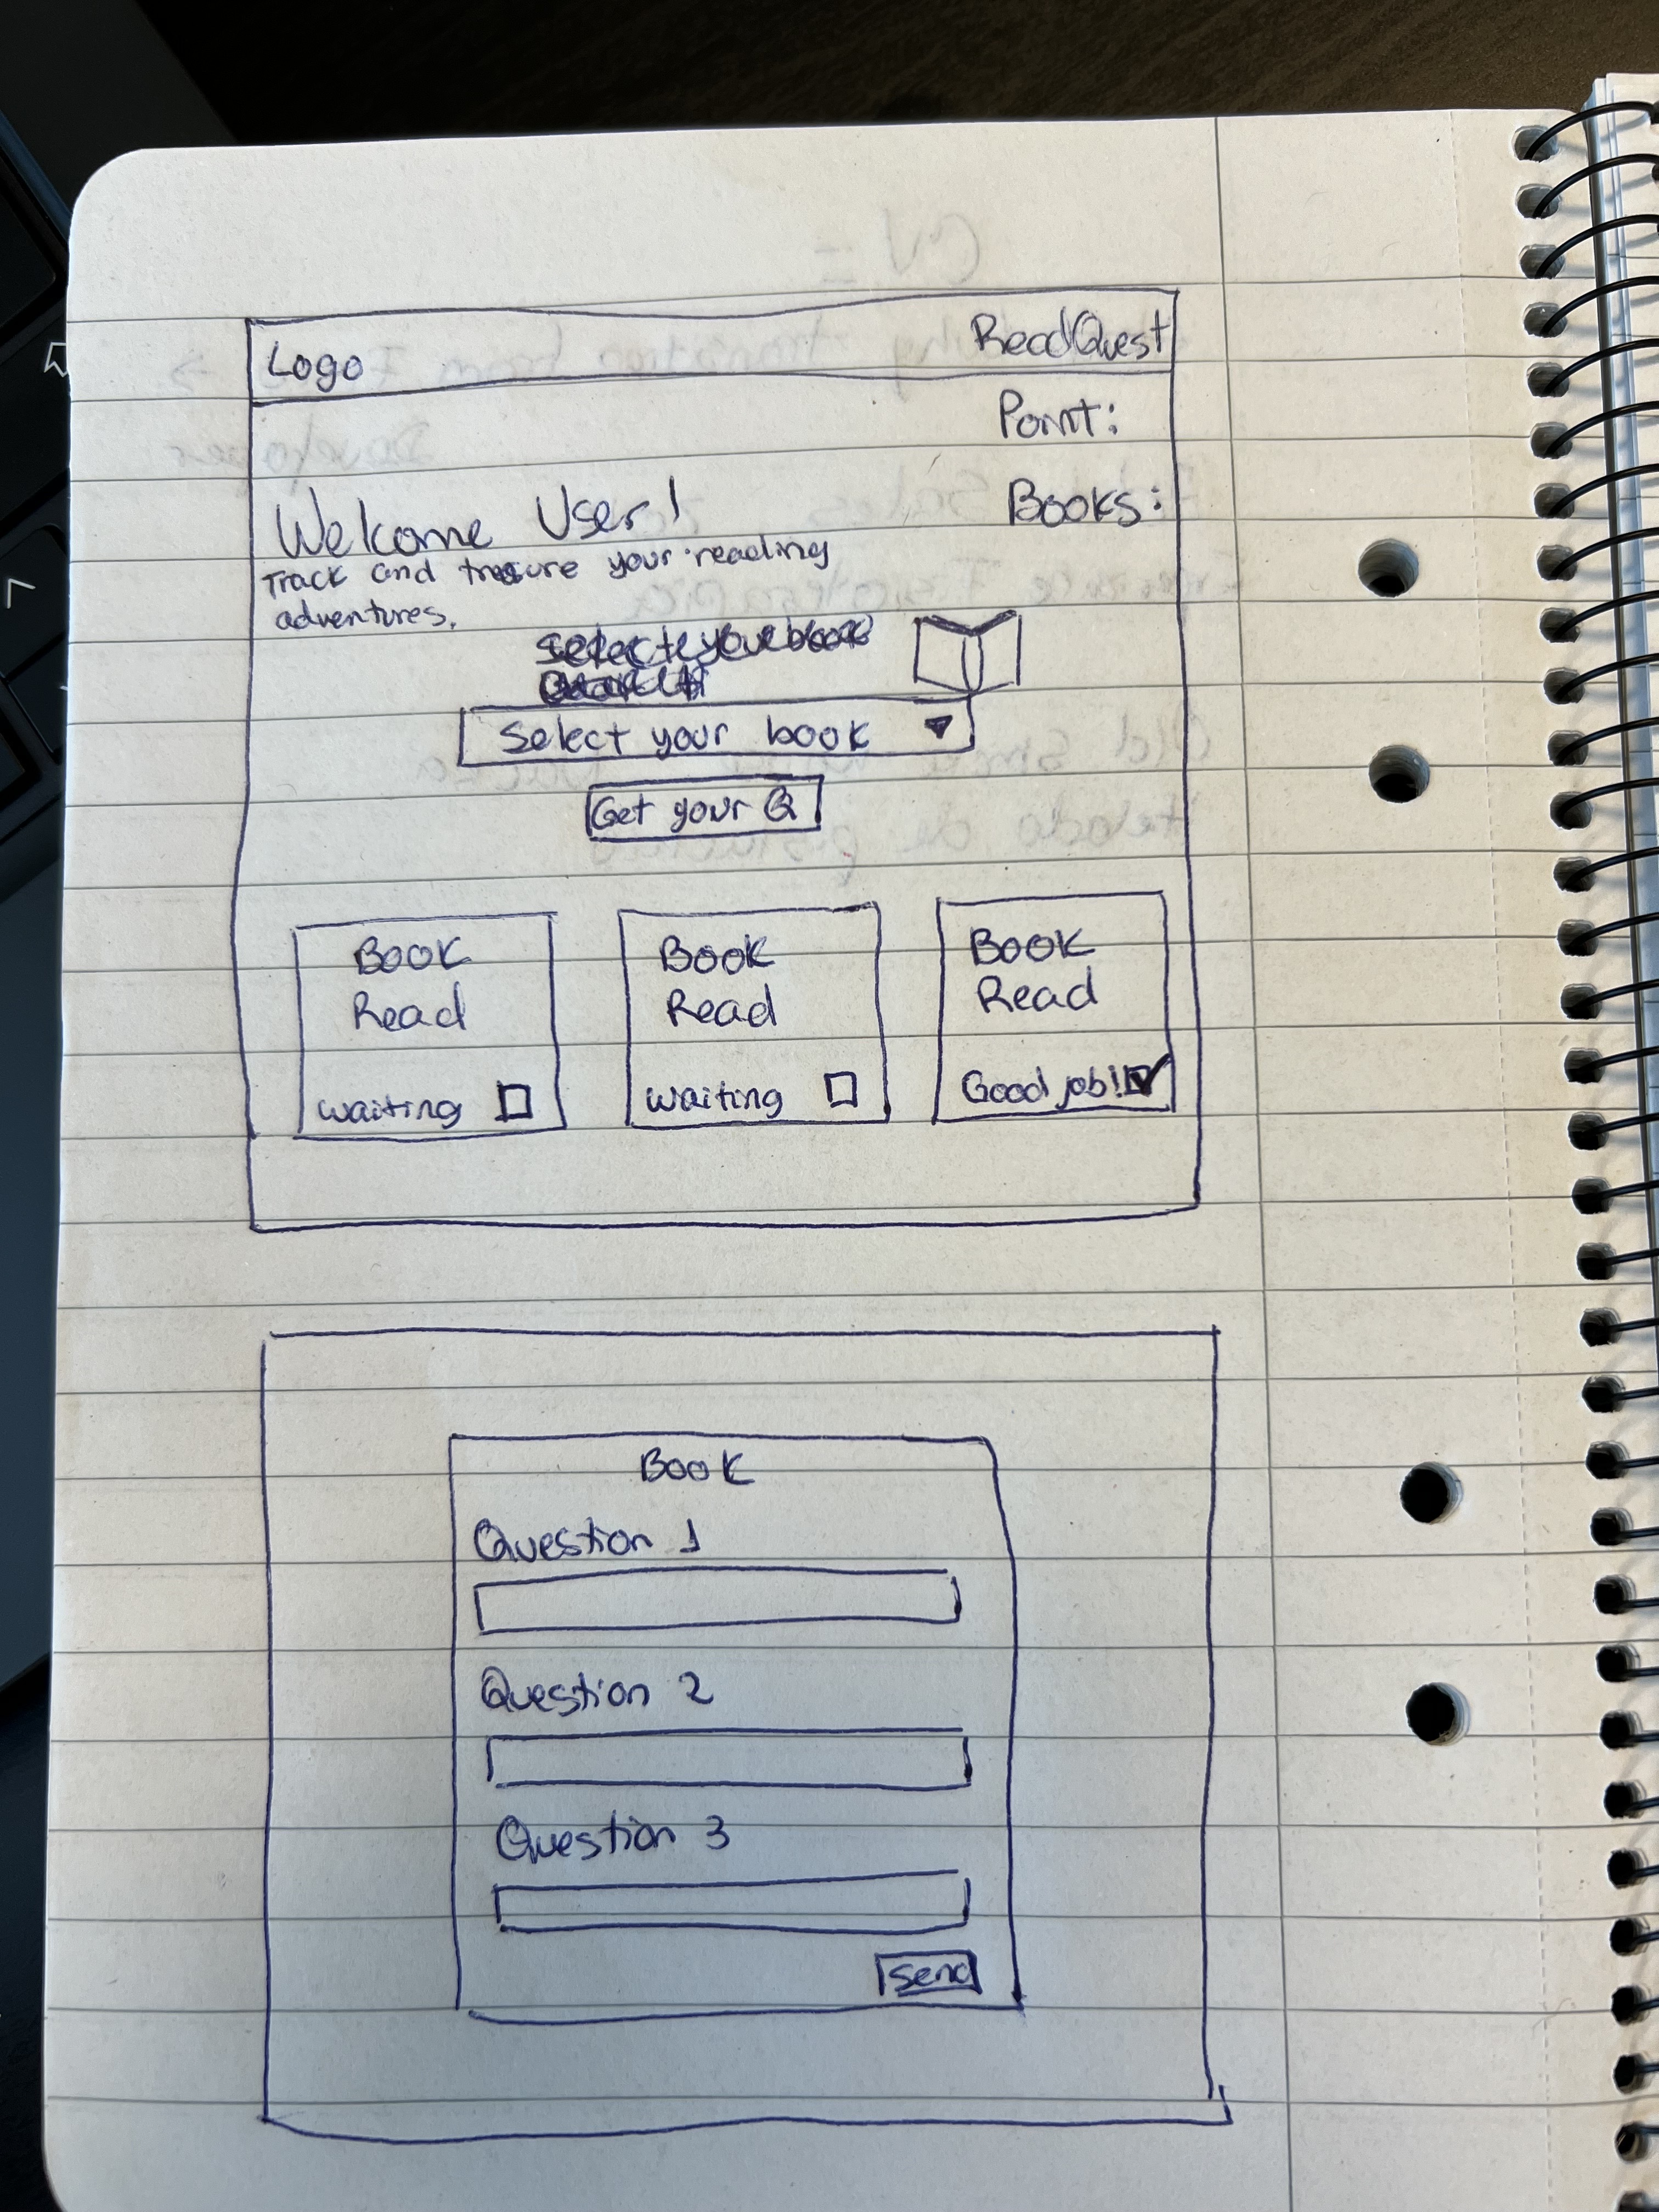 Logo
ReadQuest
Point:
Welcome User!
Books:
Track and treasure your reading
adventures.
Select your book
Get your Q
Book
Read
waiting
Book
Read
waiting
Book
Read
Good job!
Book
Question 1
Question 2
Question 3
Send